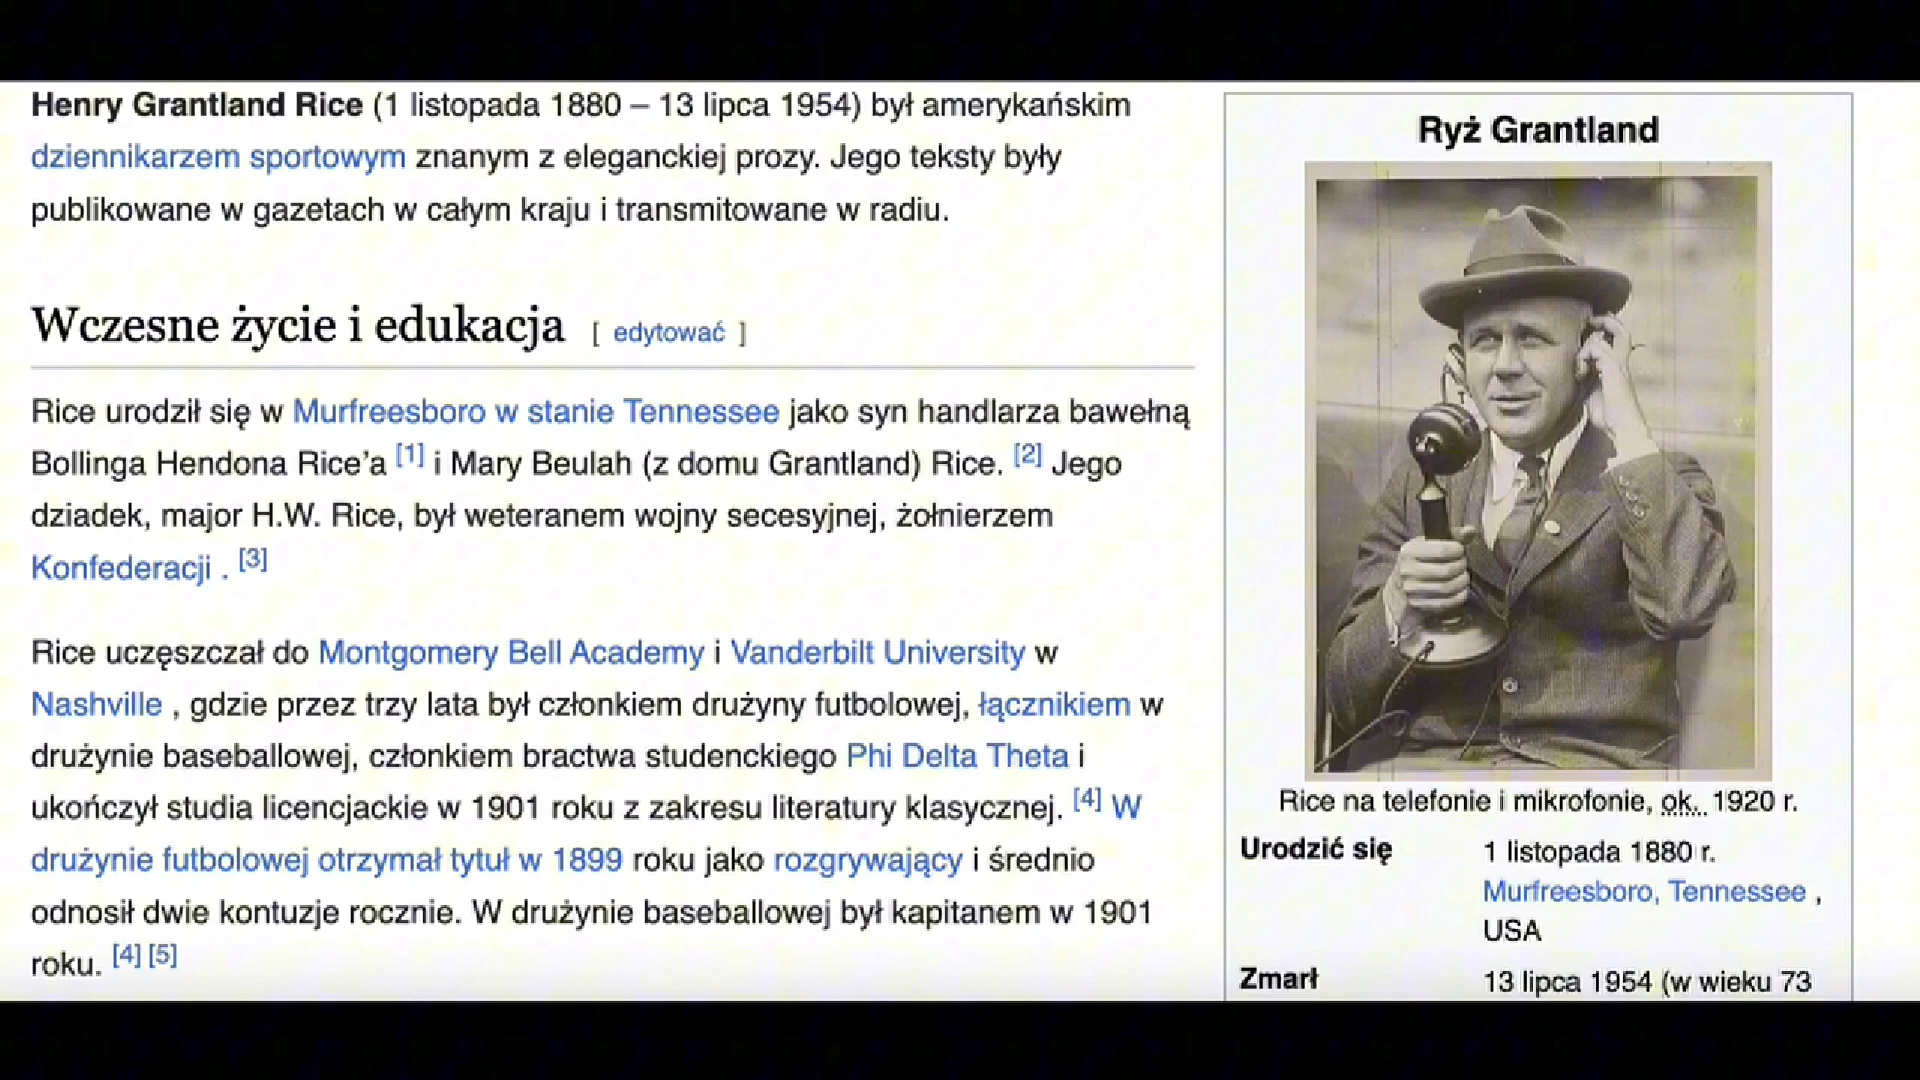 Henry Grantland Rice (1 listopada 1880 – 13 lipca 1954) był amerykańskim
dziennikarzem sportowym znanym z eleganckiej prozy. Jego teksty były
publikowane w gazetach w całym kraju i transmitowane w radiu.
Wczesne życie i edukacja [ edytować ]
Rice urodził się w Murfreesboro w stanie Tennessee jako syn handlarza bawełną
Bollinga Hendona Rice’a [1] i Mary Beulah (z domu Grantland) Rice. [2] Jego
dziadek, major H.W. Rice, był weteranem wojny secesyjnej, żołnierzem
Konfederacji . [3]
Rice uczęszczał do Montgomery Bell Academy i Vanderbilt University w
Nashville , gdzie przez trzy lata był członkiem drużyny futbolowej, łącznikiem w
drużynie baseballowej, członkiem bractwa studenckiego Phi Delta Theta i
ukończył studia licencjackie w 1901 roku z zakresu literatury klasycznej. [4] W
drużynie futbolowej otrzymał tytuł w 1899 roku jako rozgrywający i średnio
odnosił dwie kontuzje rocznie. W drużynie baseballowej był kapitanem w 1901
roku. [4] [5]
Ryż Grantland
Rice na telefonie i mikrofonie, ok. 1920 r.
Urodzić się 1 listopada 1880 r.
Murfreesboro, Tennessee ,
USA
Zmarł 13 lipca 1954 (w wieku 73